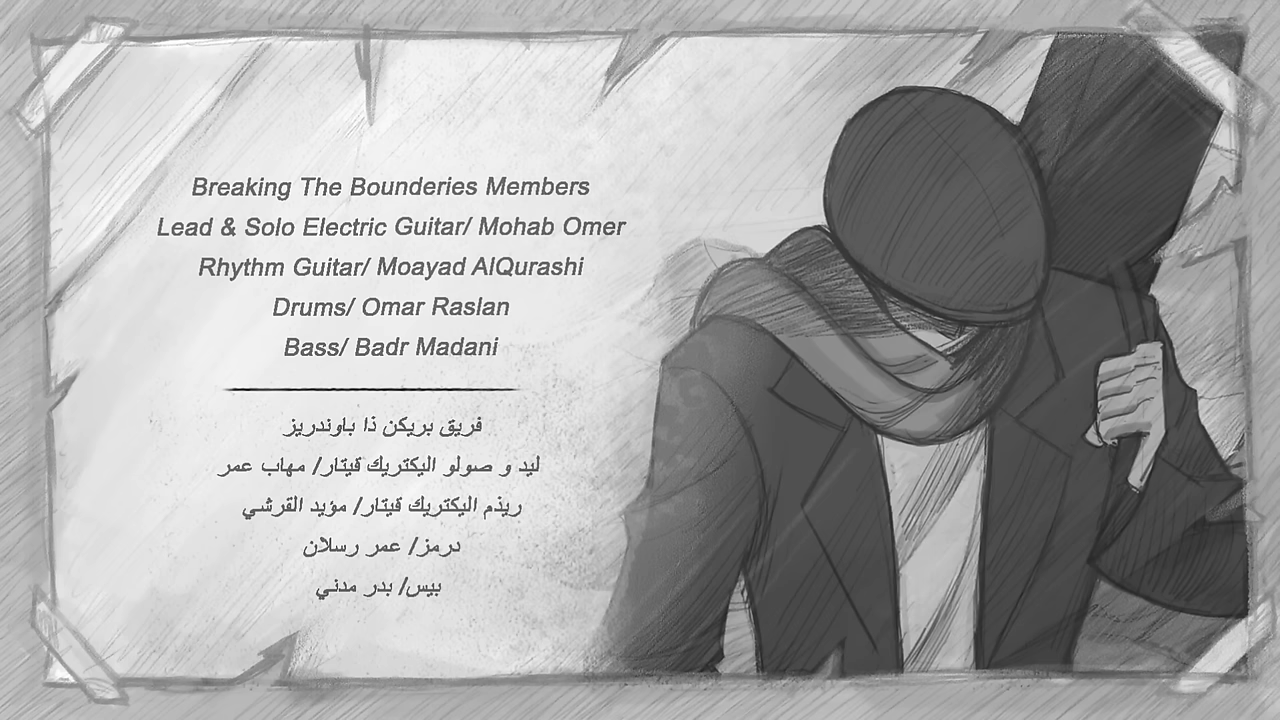 Breaking The Bounderies Members
Lead & Solo Electric Guitar/ Mohab Omer
Rhythm Guitar/ Moayad AlQurashi
Drums/ Omar Raslan
Bass/ Badr Madani
فريق بريكن ذا باوندريز
ليد و صولو اليكتريك قيتار/ مهاب عمر
ريذم اليكتريك قيتار/ مؤيد القرشي
درمز/ عمر رسلان
بيس/ بدر مدني